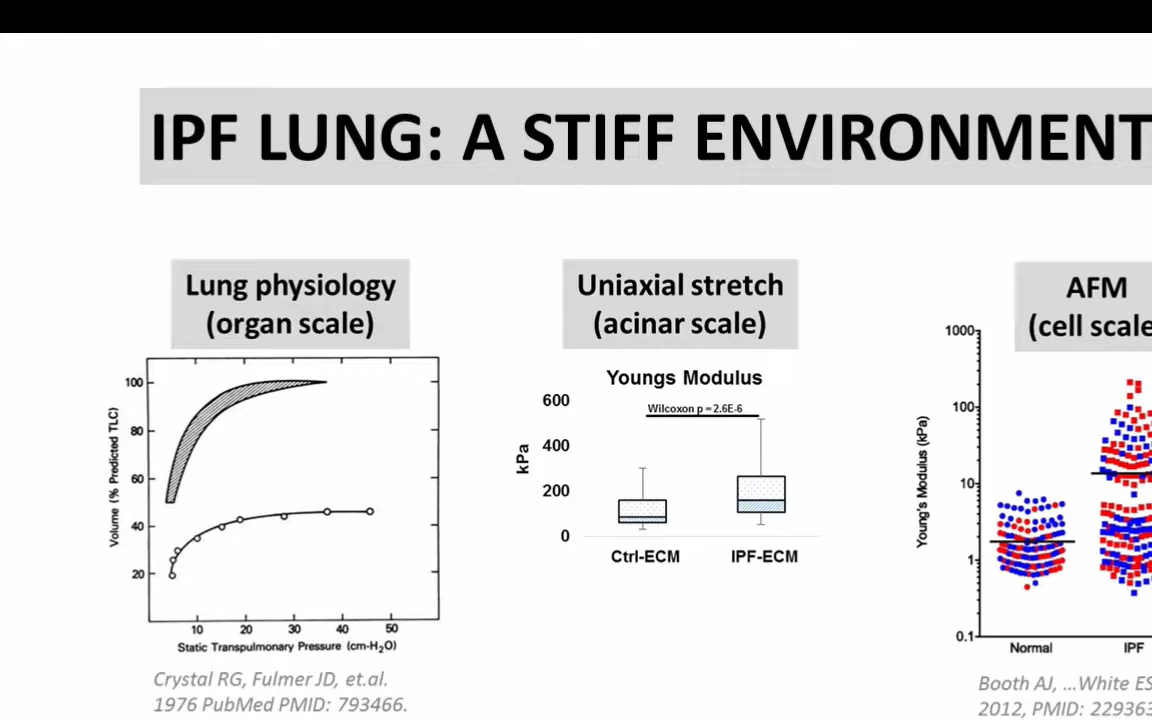 IPF LUNG: A STIFF ENVIRONMENT
Lung physiology
(organ scale)
100
80
60
40
20
Volume (% Predicted TLC)
10 20 30 40 50
Static Transpulmonary Pressure (cm-H₂O)
Crystal RG, Fulmer JD, et.al.
1976 PubMed PMID: 793466.
Uniaxial stretch
(acinar scale)
Youngs Modulus
Wilcoxon p = 2.6E-6
600
400
200
0
kPa
Ctrl-ECM IPF-ECM
AFM
(cell scale
1000
100
10
1
0.1
Young's Modulus (kPa)
Normal IPF
Booth AJ, ...White ES
2012, PMID: 229363